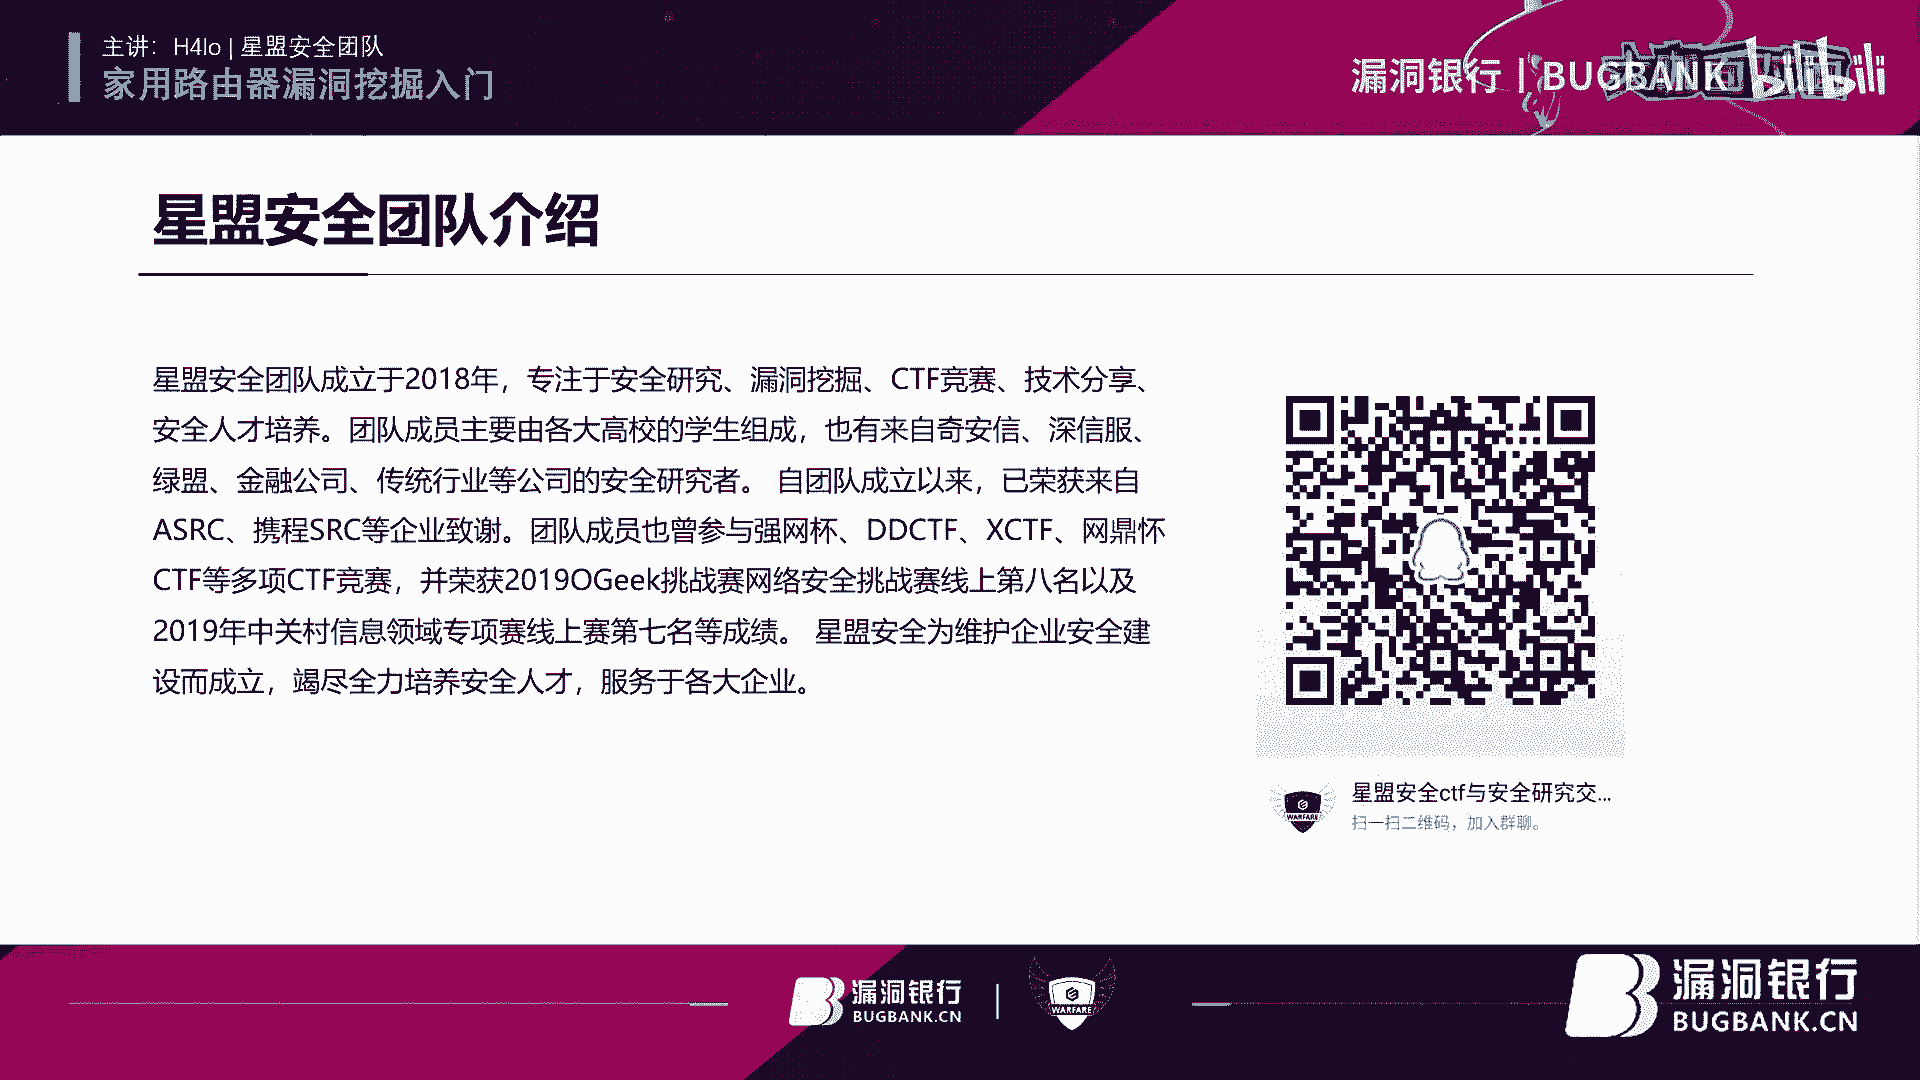 主讲：H4lo | 星盟安全团队
家用路由器漏洞挖掘入门
漏洞银行 | BUGBANK
bilibili
星盟安全团队介绍
星盟安全团队成立于2018年，专注于安全研究、漏洞挖掘、CTF竞赛、技术分享、
安全人才培养。团队成员主要由各大高校的学生组成，也有来自奇安信、深信服、
绿盟、金融公司、传统行业等公司的安全研究者。 自团队成立以来，已荣获来自
ASRC、携程SRC等企业致谢。团队成员也曾参与强网杯、DDCTF、XCTF、网鼎怀
CTF等多项CTF竞赛，并荣获2019OGeek挑战赛网络安全挑战赛线上第八名以及
2019年中关村信息领域专项赛线上赛第七名等成绩。 星盟安全为维护企业安全建
设而成立，竭尽全力培养安全人才，服务于各大企业。
WARFARE
星盟安全ctf与安全研究交...
扫一扫二维码，加入群聊。
漏洞银行
BUGBANK.CN
WARFARE
漏洞银行
BUGBANK.CN